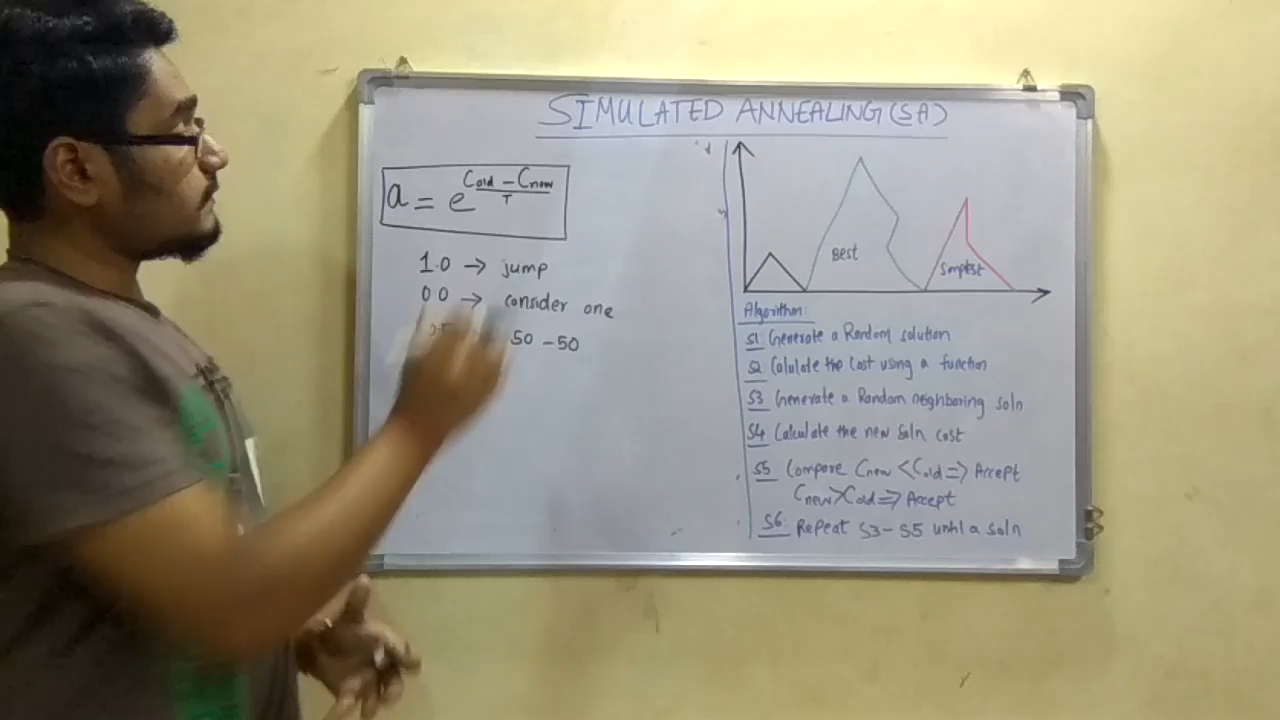 SIMULATED ANNEALING (SA)
a = e^((Cold - Cnew)/T)
1.0 → jump
0.0 → consider one
50 - 50
BEST
Simplest
Algorithm
S1 Generate a Random solution
S2 Calulate the Cost using a function
S3 Generate a Random neighboring soln
S4 Calculate the new Soln cost
S5 Compare Cnew < Cold => Accept
Cnew > Cold => Accept
S6: Repeat S3 - S5 until a soln